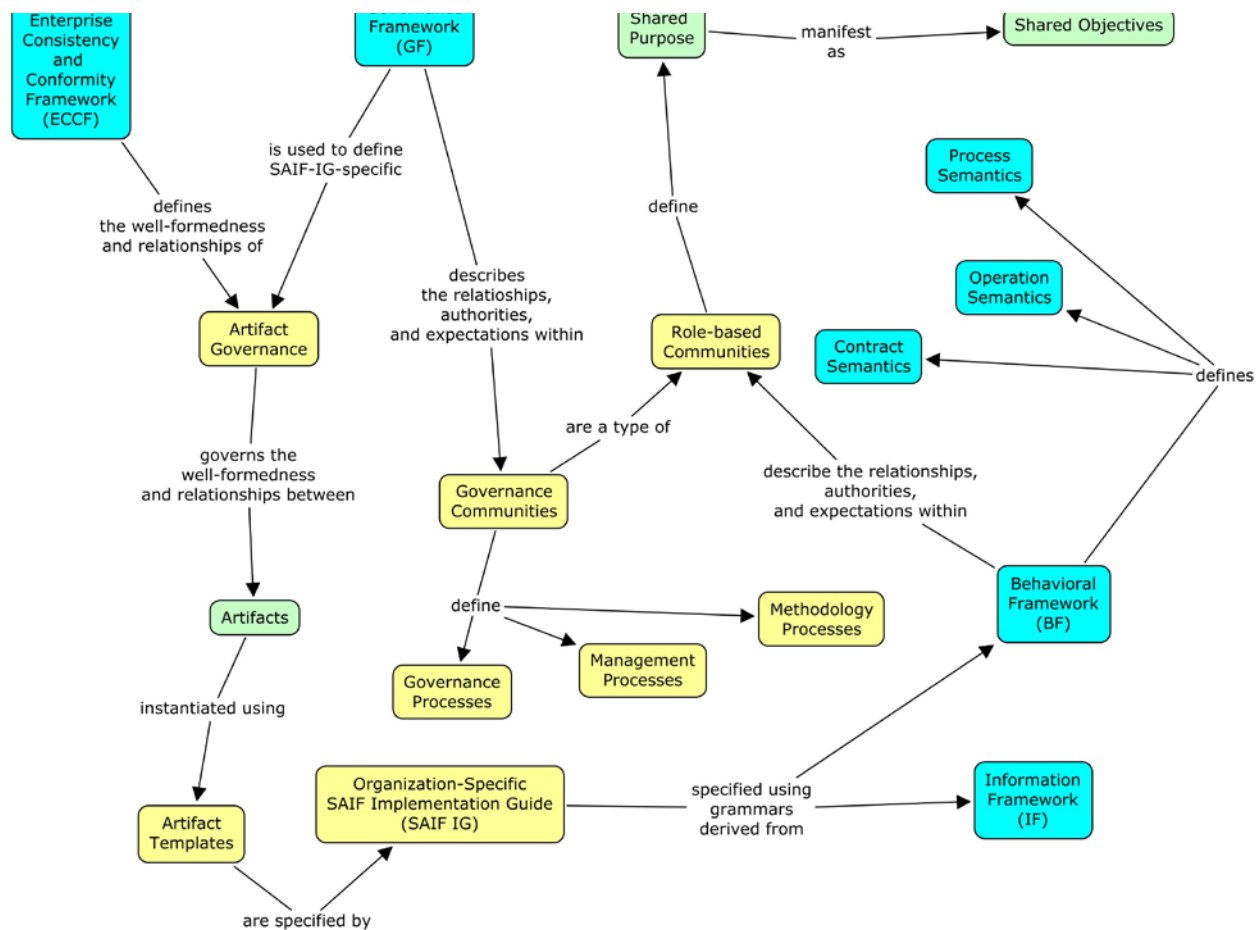 Enterprise
Consistency
and
Conformity
Framework
(ECCF)
Framework
(GF)
Shared
Purpose
manifest
as
Shared Objectives
is used to define
SAIF-IG-specific
Process
Semantics
defines
the well-formedness
and relationships of
define
describes
the relatioships,
authorities,
and expectations within
Operation
Semantics
Artifact
Governance
Role-based
Communities
Contract
Semantics
defines
are a type of
governs the
well-formedness
and relationships between
describe the relationships,
authorities,
and expectations within
Governance
Communities
Artifacts
define
Methodology
Processes
Behavioral
Framework
(BF)
Management
Processes
Governance
Processes
instantiated using
Organization-Specific
SAIF Implementation Guide
(SAIF IG)
specified using
grammars
derived from
Information
Framework
(IF)
Artifact
Templates
are specified by